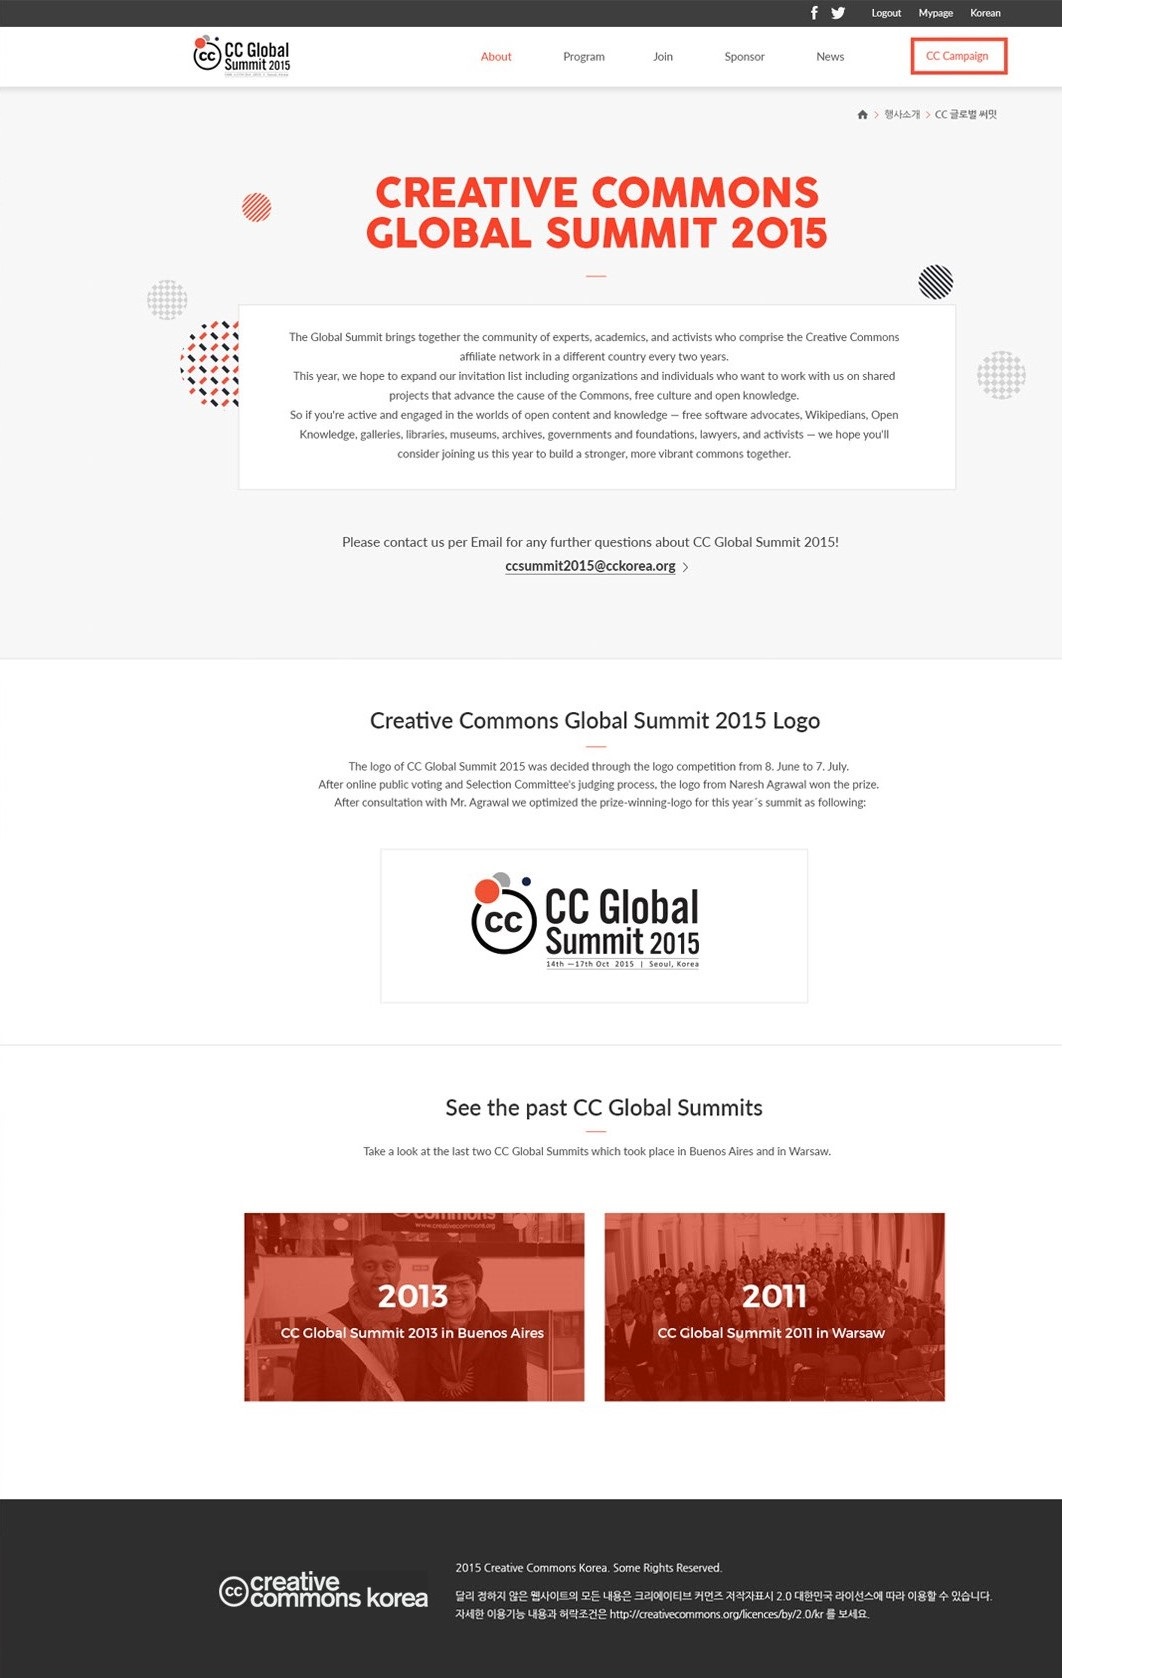 Logout Mypage Korean
CC Global
Summit 2015
About Program Join Sponsor News CC Campaign
행사소개 CC 글로벌 써밋
CREATIVE COMMONS
GLOBAL SUMMIT 2015
The Global Summit brings together the community of experts, academics, and activists who comprise the Creative Commons
affiliate network in a different country every two years.
This year, we hope to expand our invitation list including organizations and individuals who want to work with us on shared
projects that advance the cause of the Commons, free culture and open knowledge.
So if you're active and engaged in the worlds of open content and knowledge — free software advocates, Wikipedians, Open
Knowledge, galleries, libraries, museums, archives, governments and foundations, lawyers, and activists — we hope you'll
consider joining us this year to build a stronger, more vibrant commons together.
Please contact us per Email for any further questions about CC Global Summit 2015!
ccsummit2015@cckorea.org
Creative Commons Global Summit 2015 Logo
The logo of CC Global Summit 2015 was decided through the logo competition from 8. June to 7. July.
After online public voting and Selection Committee's judging process, the logo from Naresh Agrawal won the prize.
After consultation with Mr. Agrawal we optimized the prize-winning-logo for this year´s summit as following:
cc CC Global
Summit 2015
14th —17th Oct 2015 | Seoul, Korea
See the past CC Global Summits
Take a look at the last two CC Global Summits which took place in Buenos Aires and in Warsaw.
commons
www.creativecommons.org
2013
CC Global Summit 2013 in Buenos Aires
2011
CC Global Summit 2011 in Warsaw
cc creative
commons korea
2015 Creative Commons Korea. Some Rights Reserved.
달리 정하지 않은 웹사이트의 모든 내용은 크리에이티브 커먼즈 저작자표시 2.0 대한민국 라이선스에 따라 이용할 수 있습니다.
자세한 이용기능 내용과 허락조건은 http://creativecommons.org/licences/by/2.0/kr 를 보세요.